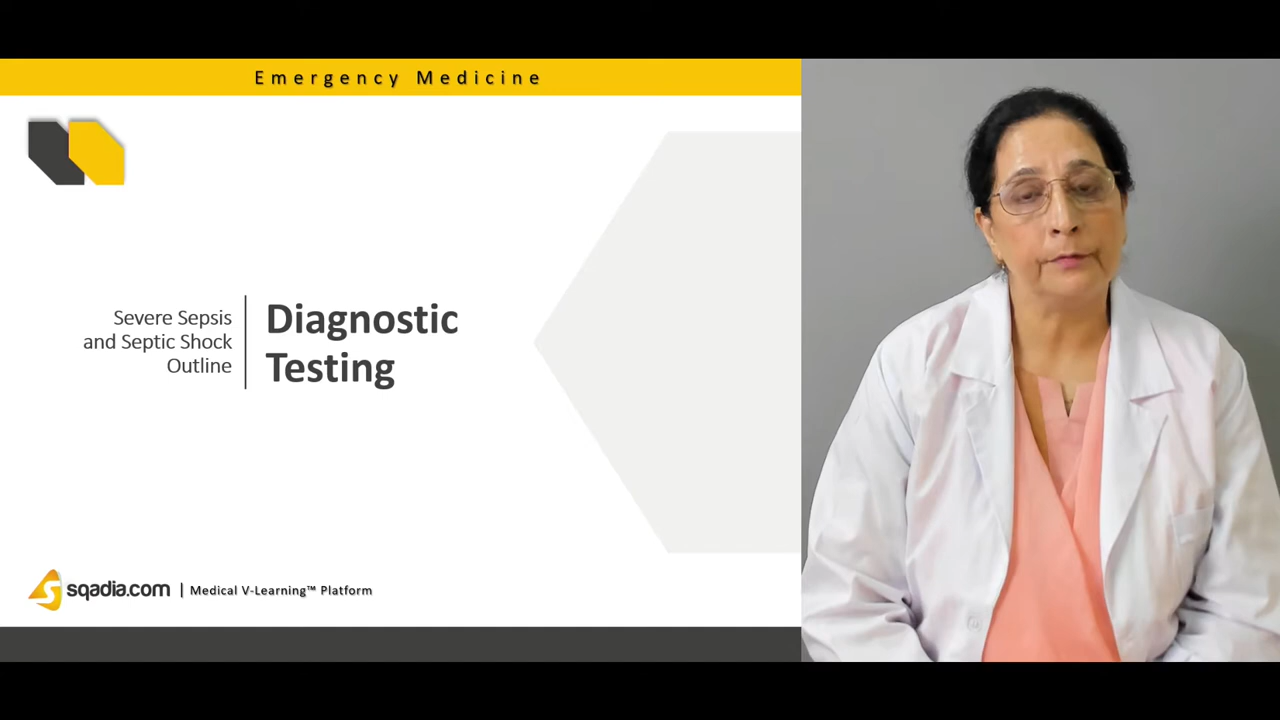 Emergency Medicine
Severe Sepsis
and Septic Shock
Outline
Diagnostic
Testing
sqadia.com | Medical V-Learning™ Platform